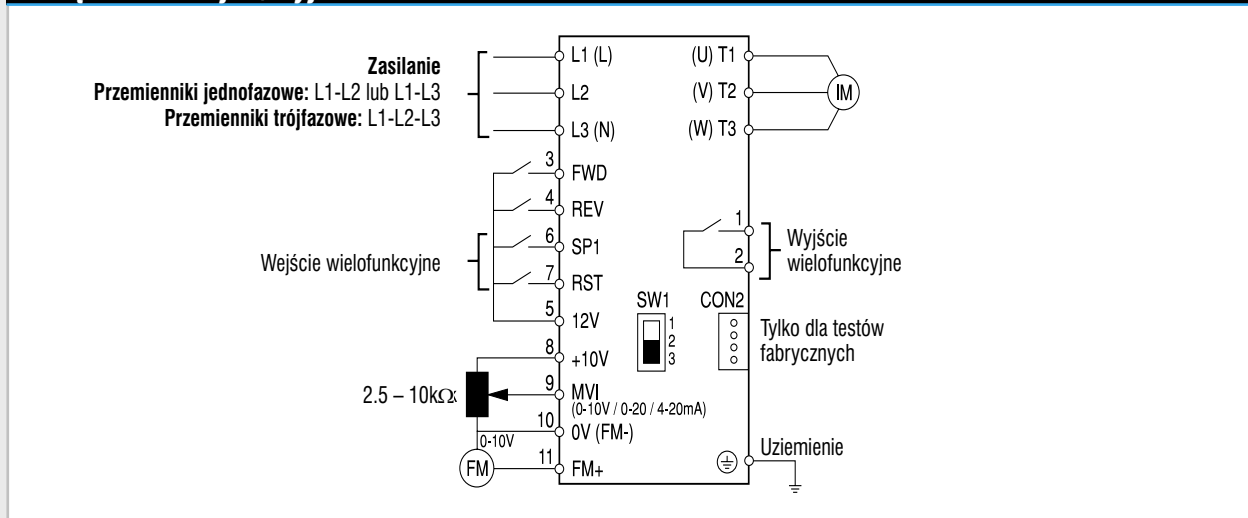 Zasilanie
Przemienniki jednofazowe: L1-L2 lub L1-L3
Przemienniki trójfazowe: L1-L2-L3
L1 (L)
L2
L3 (N)
(U) T1
(V) T2
(W) T3
IM
3 FWD
4 REV
6 SP1
7 RST
5 12V
Wejście wielofunkcyjne
1
2
Wyjście
wielofunkcyjne
SW1
1
2
3
CON2
Tylko dla testów
fabrycznych
8 +10V
9 MVI
(0-10V / 0-20 / 4-20mA)
10 0V (FM-)
11 FM+
2.5 – 10kΩ
0-10V
FM
Uziemienie